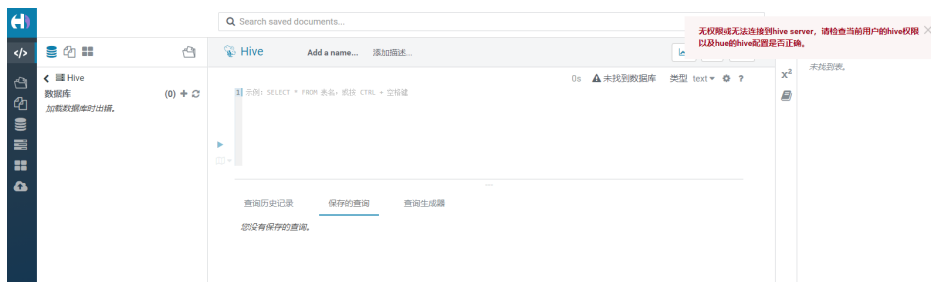 Search saved documents...
无权限或无法连接到hive server，请检查当前用户的hive权限
以及hue的hive配置是否正确。
Hive
Add a name...
添加描述...
Hive
0s
未找到数据库
类型
text
?
x²
未找到表。
数据库
(0)
加载数据库时出错。
1
示例: SELECT * FROM 表名，或按 CTRL + 空格键
查询历史记录
保存的查询
查询生成器
您没有保存的查询。